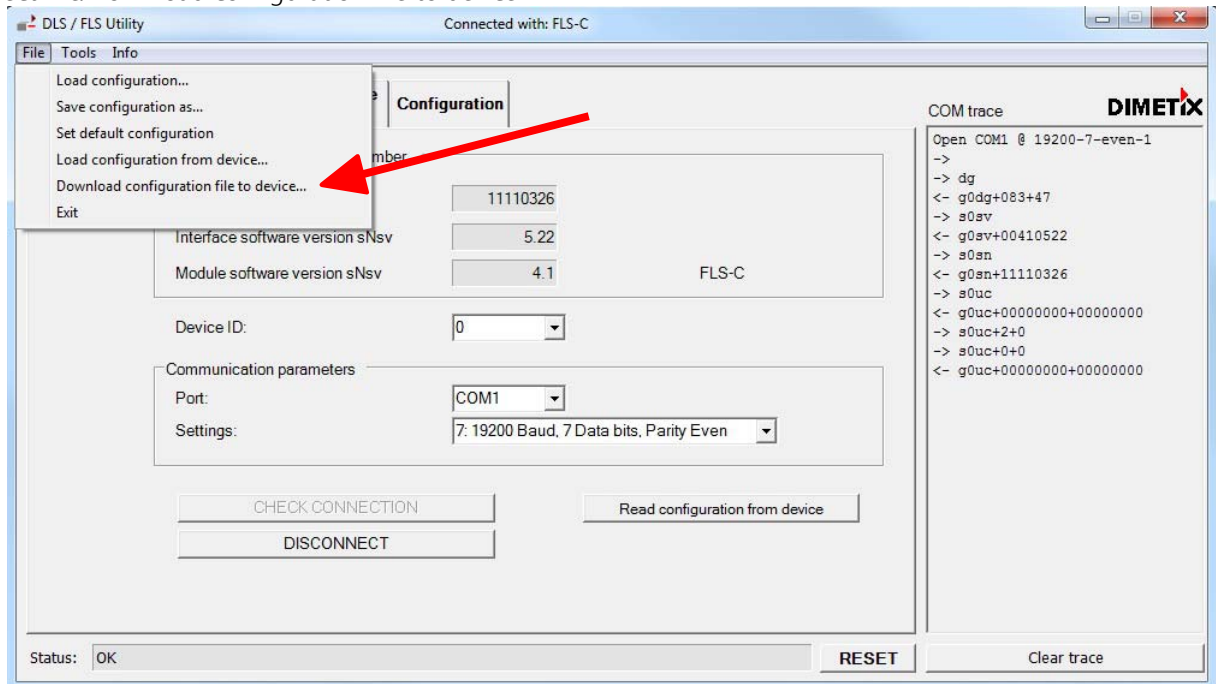 DLS / FLS Utility Connected with: FLS-C
File Tools Info
Load configuration...
Save configuration as...
Set default configuration
Load configuration from device...
Download configuration file to device...
Exit
Configuration
11110326
Interface software version sNsv 5.22
Module software version sNsv 4.1 FLS-C
Device ID: 0
Communication parameters
Port: COM1
Settings: 7: 19200 Baud, 7 Data bits, Parity Even
CHECK CONNECTION Read configuration from device
DISCONNECT
COM trace DIMETIX
Open COM1 @ 19200-7-even-1
->
-> dg
<- g0dg+083+47
-> s0sv
<- g0sv+00410522
-> s0sn
<- g0sn+11110326
-> s0uc
<- g0uc+00000000+00000000
-> s0uc+2+0
-> s0uc+0+0
<- g0uc+00000000+00000000
Status: OK RESET Clear trace